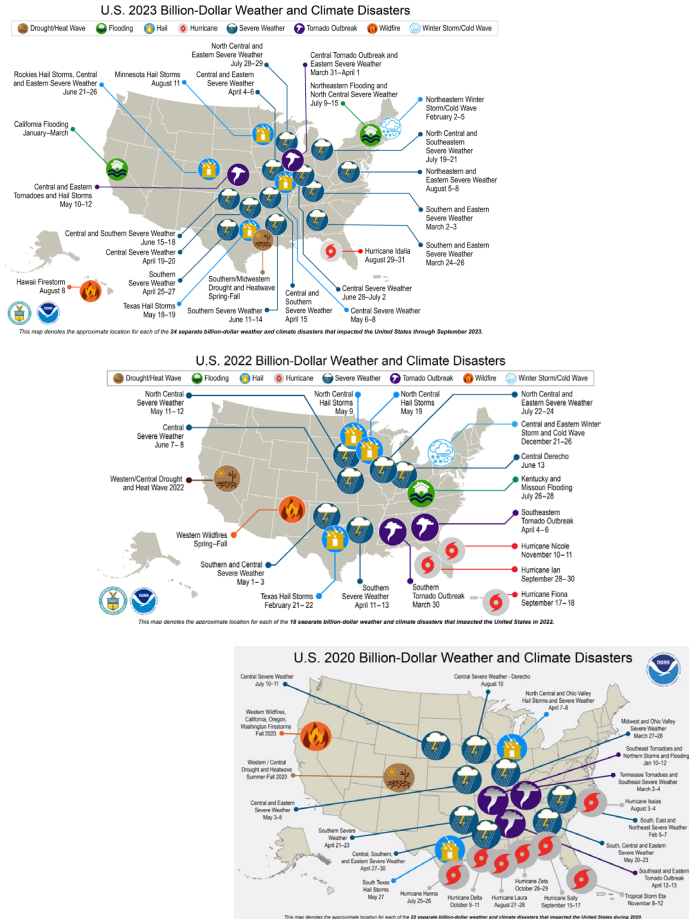 U.S. 2023 Billion-Dollar Weather and Climate Disasters
Drought/Heat Wave Flooding Hail Hurricane Severe Weather Tornado Outbreak Wildfire Winter Storm/Cold Wave
North Central and
Eastern Severe Weather
July 28–29
Central Tornado Outbreak and
Eastern Severe Weather
March 31–April 1
Rockies Hail Storms, Central
and Eastern Severe Weather
June 21–26
Minnesota Hail Storms
August 11
Central and Eastern
Severe Weather
April 4–6
Northeastern Flooding and
North Central Severe Weather
July 9–15
Northeastern Winter
Storm/Cold Wave
February 2–5
California Flooding
January–March
North Central and
Southeastern
Severe Weather
July 19–21
Northeastern and
Eastern Severe Weather
August 5–8
Central and Eastern
Tornadoes and Hail Storms
May 10–12
Southern and Eastern
Severe Weather
March 2–3
Central and Southern Severe Weather
June 15–18
Central Severe Weather
April 19–20
Southern and Eastern
Severe Weather
March 24–26
Hurricane Idalia
August 29–31
Southern
Severe Weather
April 25–27
Hawaii Firestorm
August 8
Texas Hail Storms
May 18–19
Southern/Midwestern
Drought and Heatwave
Spring-Fall
Southern Severe Weather
June 11–14
Central and
Southern
Severe Weather
April 15
Central Severe Weather
June 28–July 2
Central Severe Weather
May 6–8
NOAA
This map denotes the approximate location for each of the 24 separate billion-dollar weather and climate disasters that impacted the United States through September 2023.
U.S. 2022 Billion-Dollar Weather and Climate Disasters
Drought/Heat Wave Flooding Hail Hurricane Severe Weather Tornado Outbreak Wildfire Winter Storm/Cold Wave
North Central
Severe Weather
May 11–12
North Central
Hail Storms
May 9
North Central
Hail Storms
May 19
North Central and
Eastern Severe Weather
July 22–24
Central
Severe Weather
June 7–8
Central and Eastern Winter
Storm and Cold Wave
December 21–26
Central Derecho
June 13
Western/Central Drought
and Heat Wave 2022
Kentucky and
Missouri Flooding
July 26–28
Southeastern
Tornado Outbreak
April 4–6
Western Wildfires
Spring–Fall
Hurricane Nicole
November 10–11
Southern and Central
Severe Weather
May 1–3
Hurricane Ian
September 28–30
Texas Hail Storms
February 21–22
Southern
Severe Weather
April 11–13
Southern
Tornado Outbreak
March 30
Hurricane Fiona
September 17–18
NOAA
This map denotes the approximate location for each of the 18 separate billion-dollar weather and climate disasters that impacted the United States in 2022.
U.S. 2020 Billion-Dollar Weather and Climate Disasters
NOAA
Central Severe Weather
July 10–11
Central Severe Weather - Derecho
August 10
North Central and Ohio Valley
Hail Storms and Severe Weather
April 7–8
Western Wildfires,
California, Oregon,
Washington Firestorms
Fall 2020
Midwest and Ohio Valley
Severe Weather
March 27–28
Southeast Tornadoes and
Northern Storms and Flooding
Jan 10–12
Western / Central
Drought and Heatwave
Summer-Fall 2020
Tennessee Tornadoes and
Southeast Severe Weather
March 2–4
Hurricane Isaias
August 3–4
Central and Eastern
Severe Weather
May 3–5
South, East and
Northeast Severe Weather
Feb 5–7
Southern Severe
Weather
April 21–23
South, Central and Eastern
Severe Weather
May 20–23
Central, Southern,
and Eastern Severe Weather
April 27–30
Southeast and Eastern
Tornado Outbreak
April 12–13
South Texas
Hail Storms
May 27
Hurricane Hanna
July 25–26
Hurricane Delta
October 9–11
Hurricane Laura
August 27–28
Hurricane Zeta
October 28–29
Hurricane Sally
September 15–17
Tropical Storm Eta
November 8–12
This map denotes the approximate location for each of the 22 separate billion-dollar weather and climate disasters that impacted the United States during 2020.